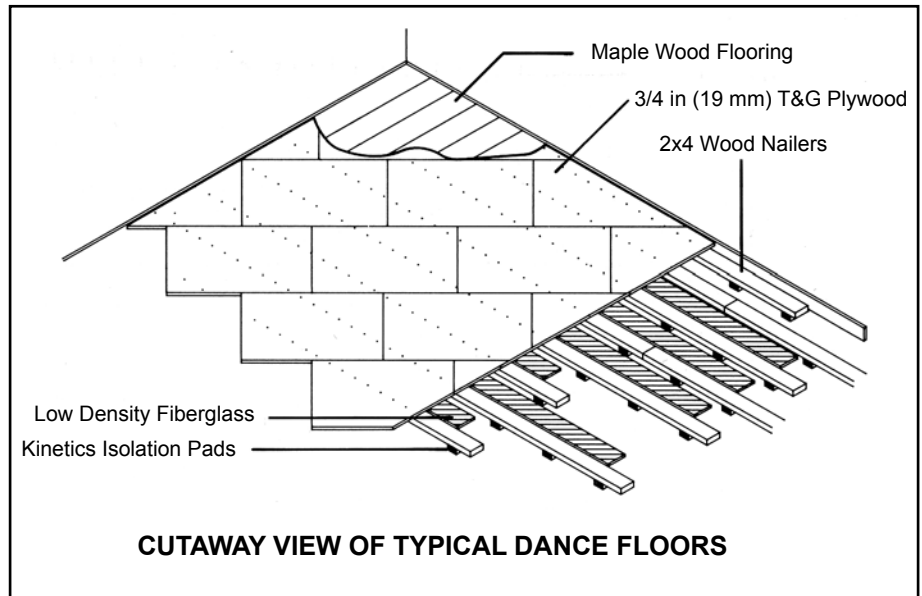 Maple Wood Flooring
3/4 in (19 mm) T&G Plywood
2x4 Wood Nailers
Low Density Fiberglass
Kinetics Isolation Pads
CUTAWAY VIEW OF TYPICAL DANCE FLOORS